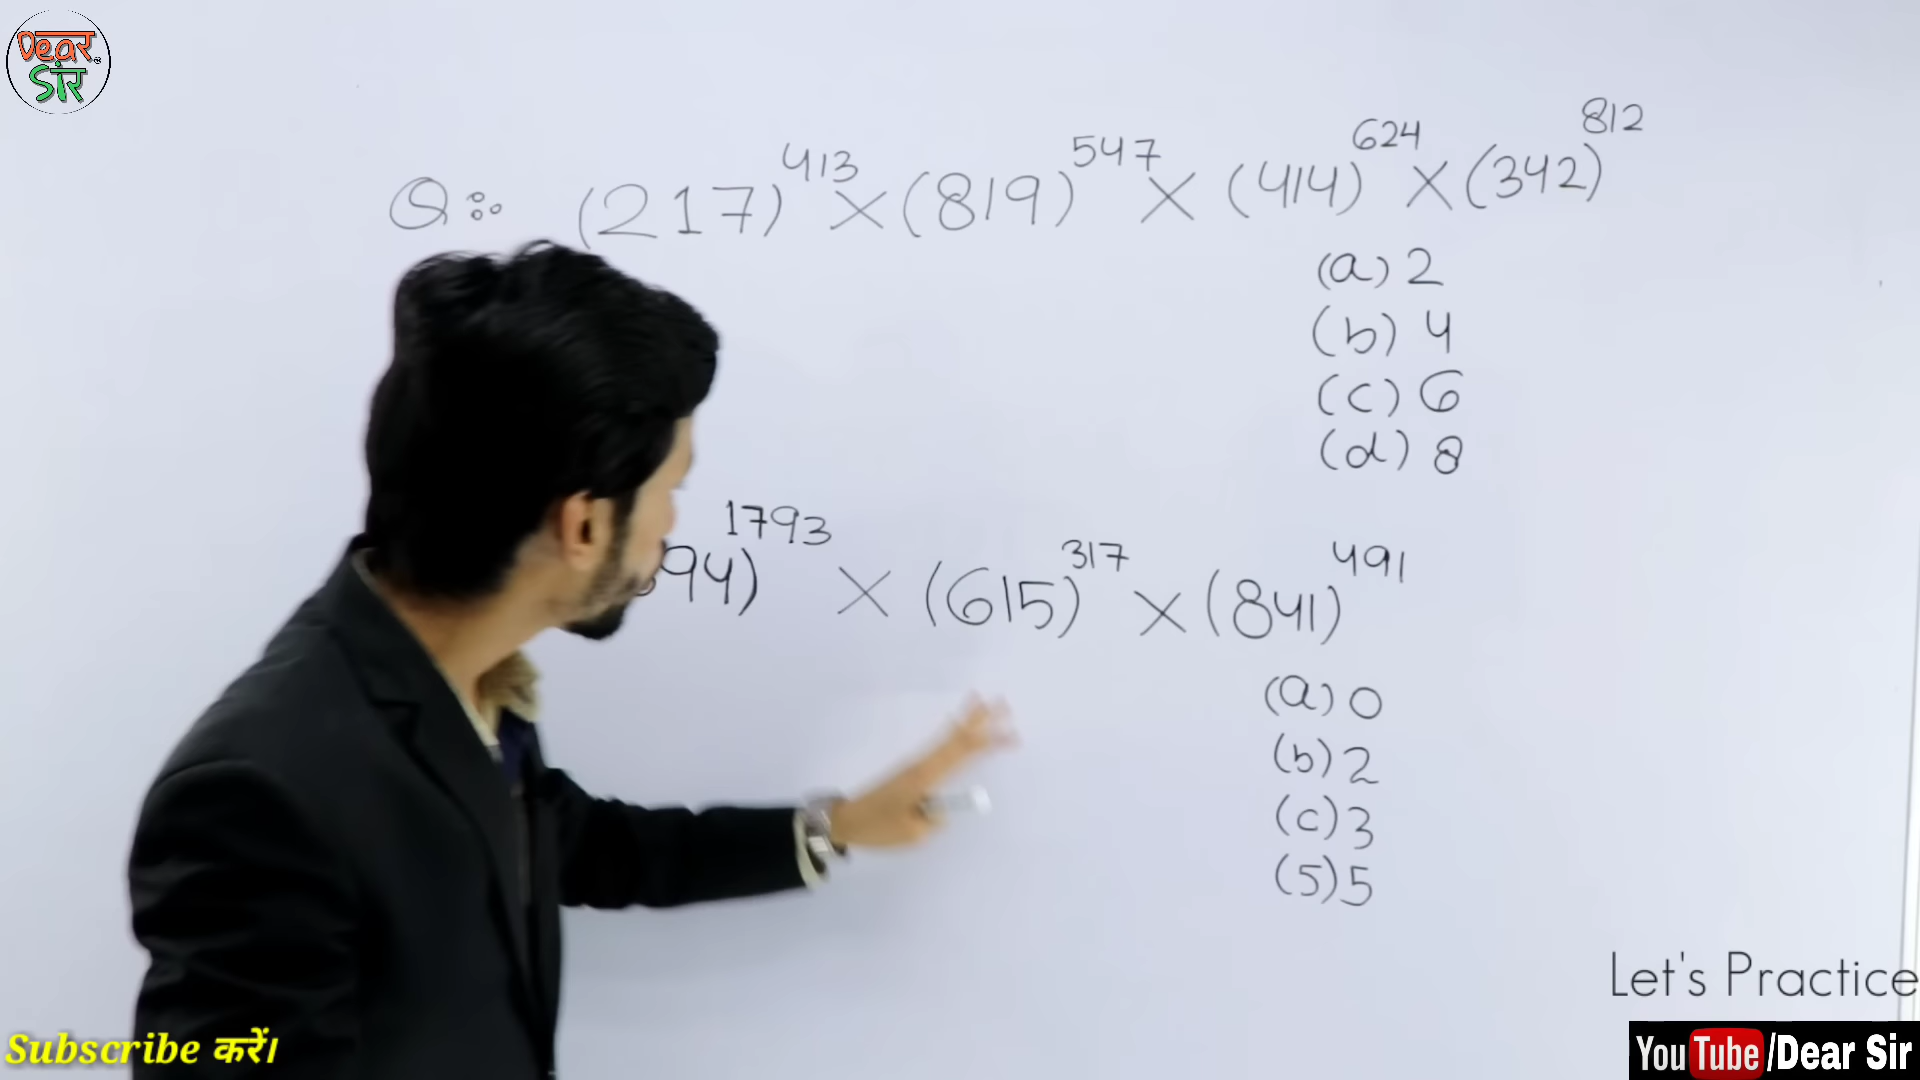 Dear
Sir
Q:- (217)^413 × (819)^547 × (414)^624 × (342)^812
(a) 2
(b) 4
(c) 6
(d) 8
94)^1793 × (615)^317 × (841)^491
(a) 0
(b) 2
(c) 3
(5) 5
Let's Practice
Subscribe करें।
YouTube/Dear Sir